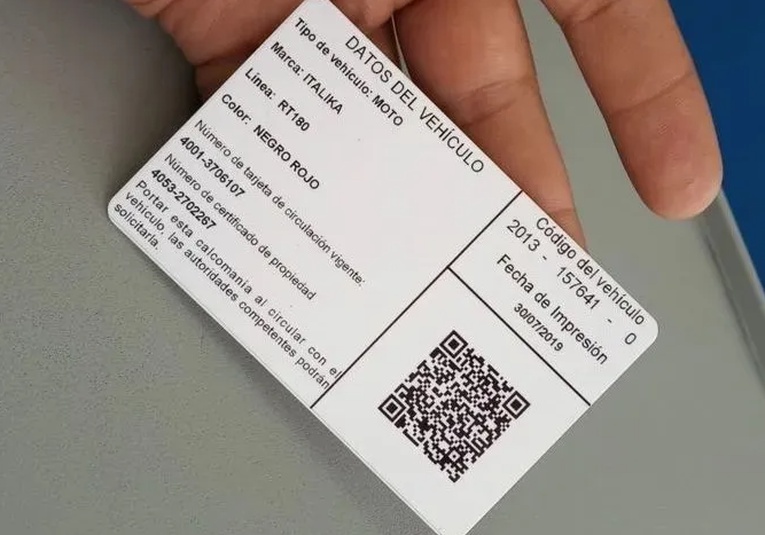 DATOS DEL VEHÍCULO
Tipo de vehículo: MOTO
Marca: ITALIKA
Línea: RT180
Color: NEGRO ROJO
Número de tarjeta de circulación vigente:
4001-3706107
Número de certificado de propiedad
4053-2702267
Portar esta calcomanía al circular con el
vehículo, las autoridades competentes podrán
solicitarla.
Código del vehículo
2013 - 157641 - 0
Fecha de Impresión
30/07/2019